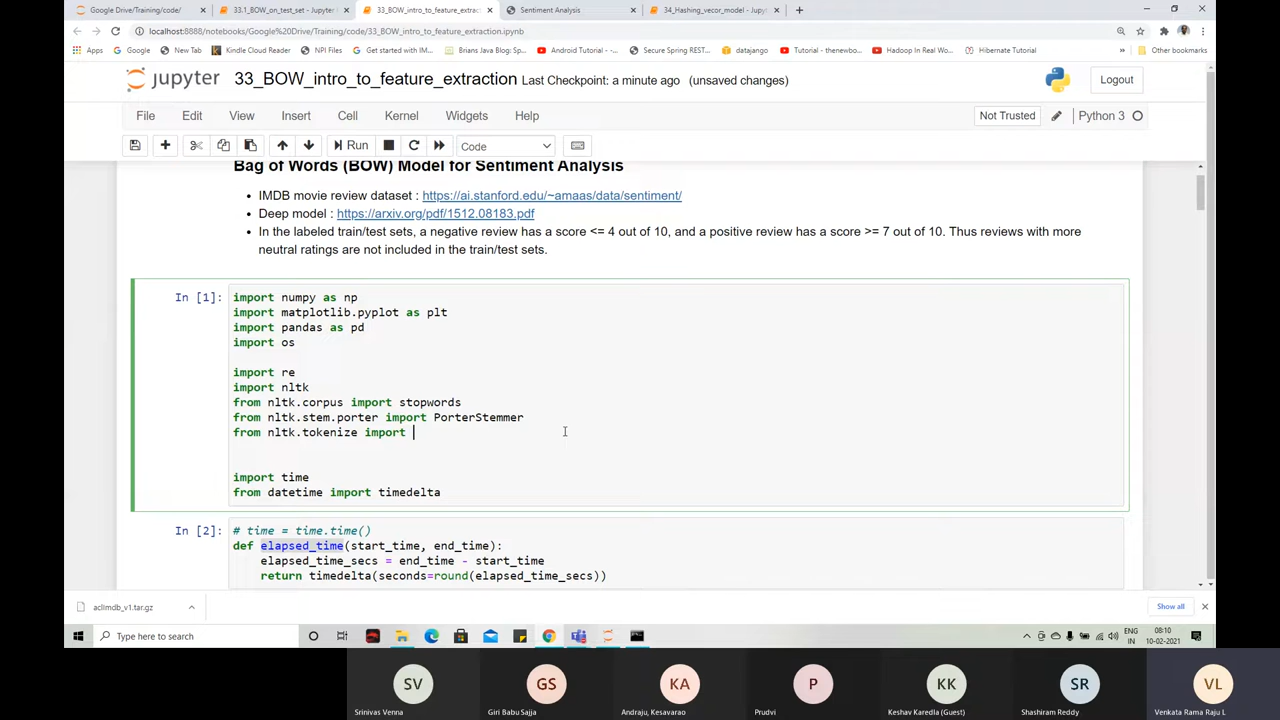 Google Drive/Training/code/
33.1_BOW_on_test_set - Jupyter
33_BOW_intro_to_feature_extrac
Sentiment Analysis
34_Hashing_vecor_model - Jupyt
localhost:8888/notebooks/Google%20Drive/Training/code/33_BOW_intro_to_feature_extraction.ipynb
Apps
Google
New Tab
Kindle Cloud Reader
NPI Files
Get started with IM...
Brians Java Blog: Sp...
Android Tutorial -...
Secure Spring REST...
datajango
Tutorial - thenewbo...
Hadoop In Real Wo...
Hibernate Tutorial
Other bookmarks
jupyter 33_BOW_intro_to_feature_extraction Last Checkpoint: a minute ago (unsaved changes)
Logout
File Edit View Insert Cell Kernel Widgets Help
Not Trusted
Python 3
Run
Code
Bag of Words (BOW) Model for Sentiment Analysis
• IMDB movie review dataset : https://ai.stanford.edu/~amaas/data/sentiment/
• Deep model : https://arxiv.org/pdf/1512.08183.pdf
• In the labeled train/test sets, a negative review has a score <= 4 out of 10, and a positive review has a score >= 7 out of 10. Thus reviews with more
neutral ratings are not included in the train/test sets.
In [1]:
import numpy as np
import matplotlib.pyplot as plt
import pandas as pd
import os
import re
import nltk
from nltk.corpus import stopwords
from nltk.stem.porter import PorterStemmer
from nltk.tokenize import
import time
from datetime import timedelta
In [2]:
# time = time.time()
def elapsed_time(start_time, end_time):
elapsed_time_secs = end_time - start_time
return timedelta(seconds=round(elapsed_time_secs))
aclImdb_v1.tar.gz
Show all
Type here to search
ENG
IN
08:10
10-02-2021
SV
GS
KA
P
KK
SR
VL
Srinivas Venna
Giri Babu Sajja
Andraju, Kesavarao
Prudvi
Keshav Karedla (Guest)
Shashiram Reddy
Venkata Rama Raju L